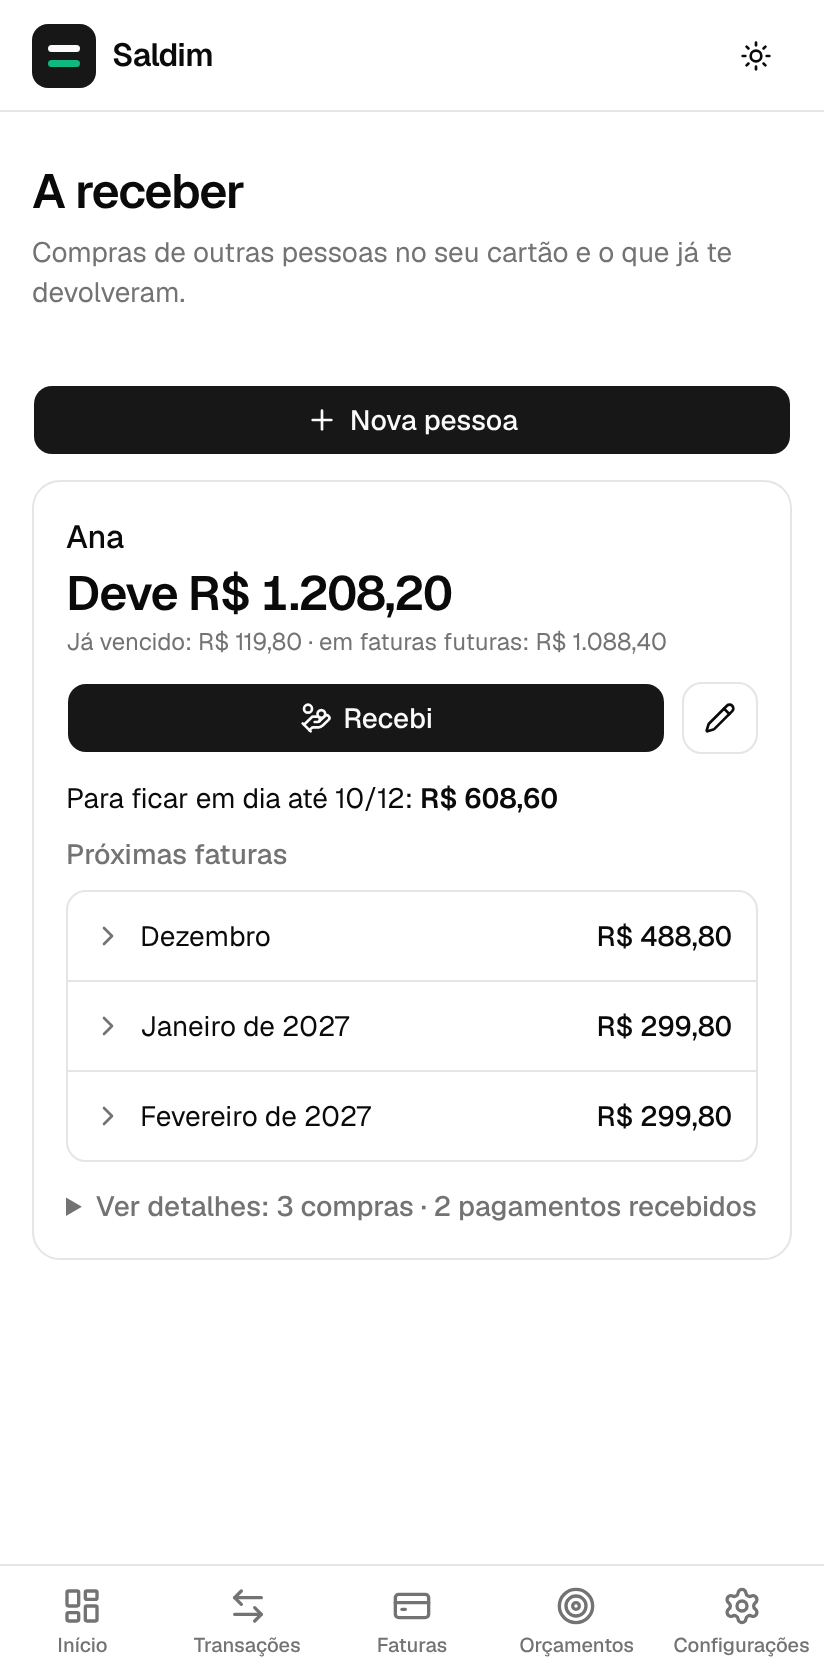 Saldim
A receber
Compras de outras pessoas no seu cartão e o que já te
devolveram.
Nova pessoa
Ana
Deve R$ 1.208,20
Já vencido: R$ 119,80 · em faturas futuras: R$ 1.088,40
Recebi
Para ficar em dia até 10/12: R$ 608,60
Próximas faturas
Dezembro R$ 488,80
Janeiro de 2027 R$ 299,80
Fevereiro de 2027 R$ 299,80
Ver detalhes: 3 compras · 2 pagamentos recebidos
Início Transações Faturas Orçamentos Configurações